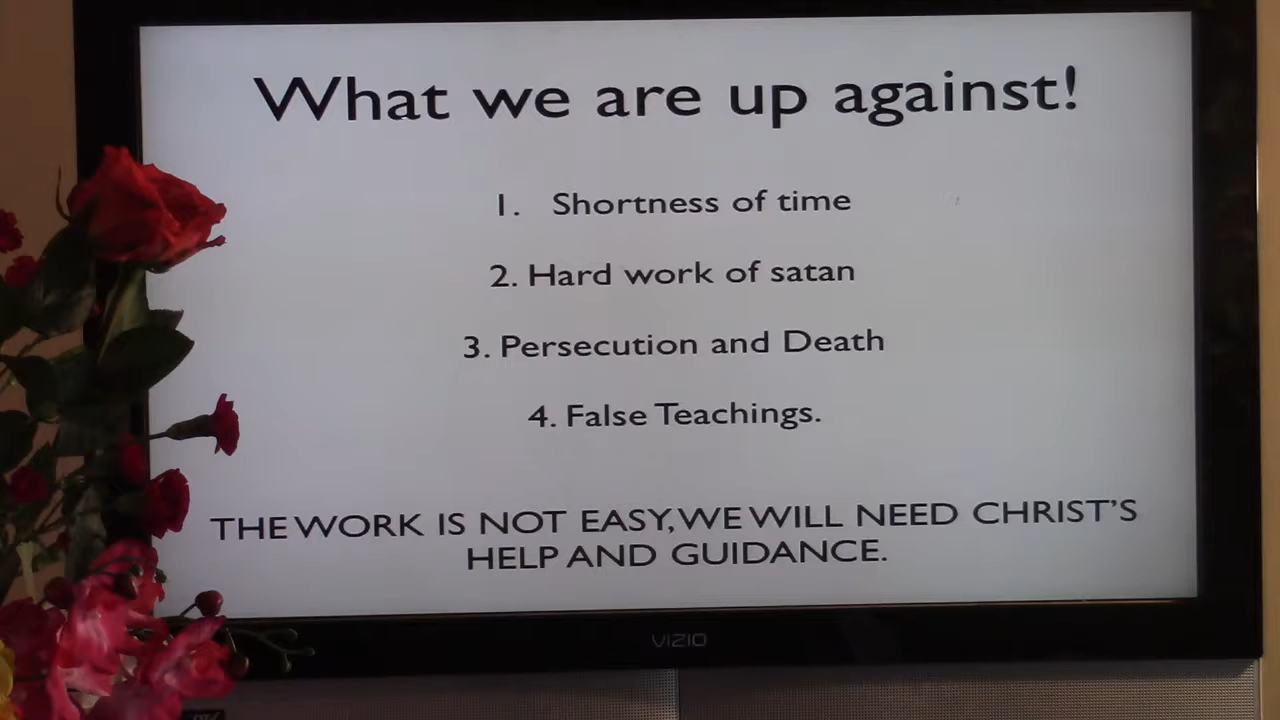 What we are up against!
1. Shortness of time
2. Hard work of satan
3. Persecution and Death
4. False Teachings.
THE WORK IS NOT EASY, WE WILL NEED CHRIST'S
HELP AND GUIDANCE.
VIZIO